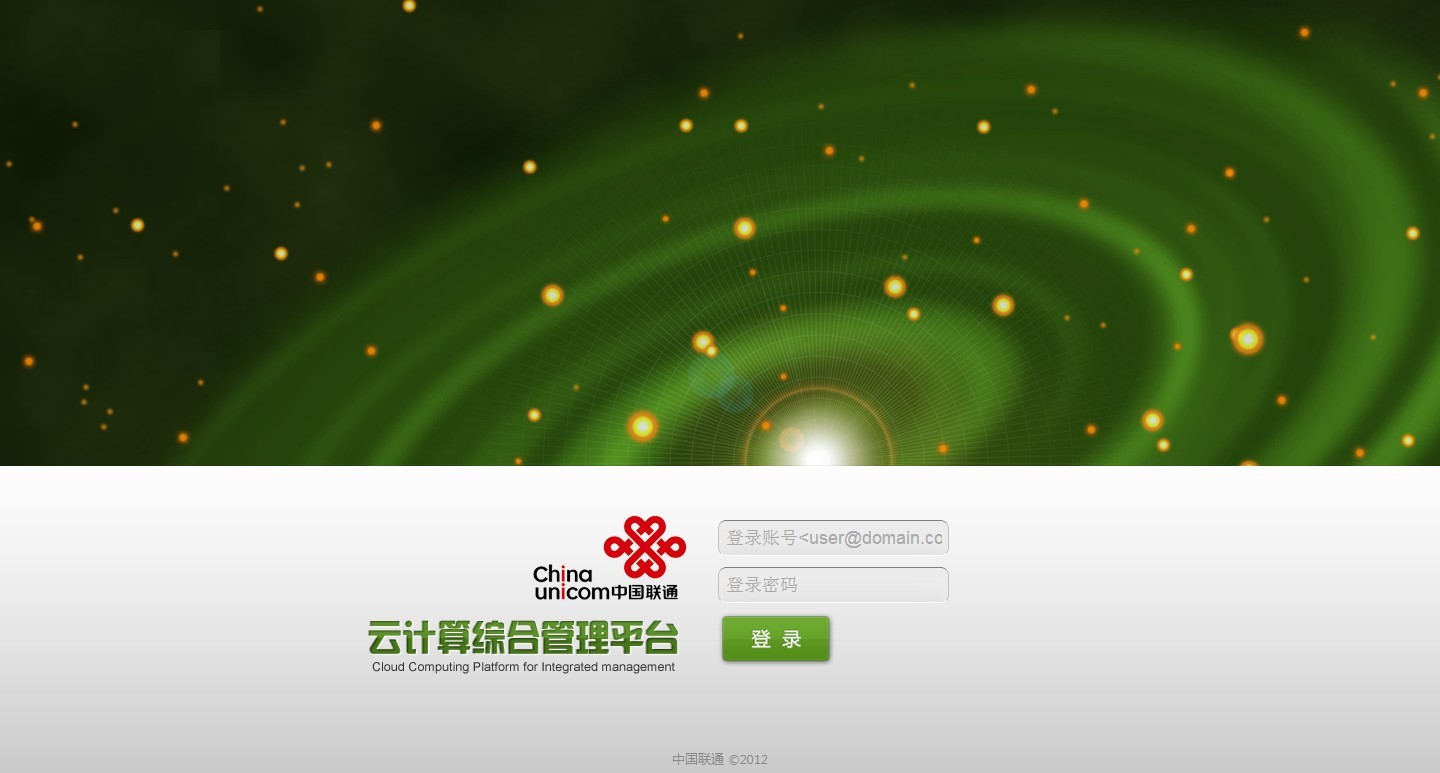 China
unicom中国联通
云计算综合管理平台
Cloud Computing Platform for Integrated management
登录账号<user@domain.co
登录密码
登 录
中国联通 ©2012